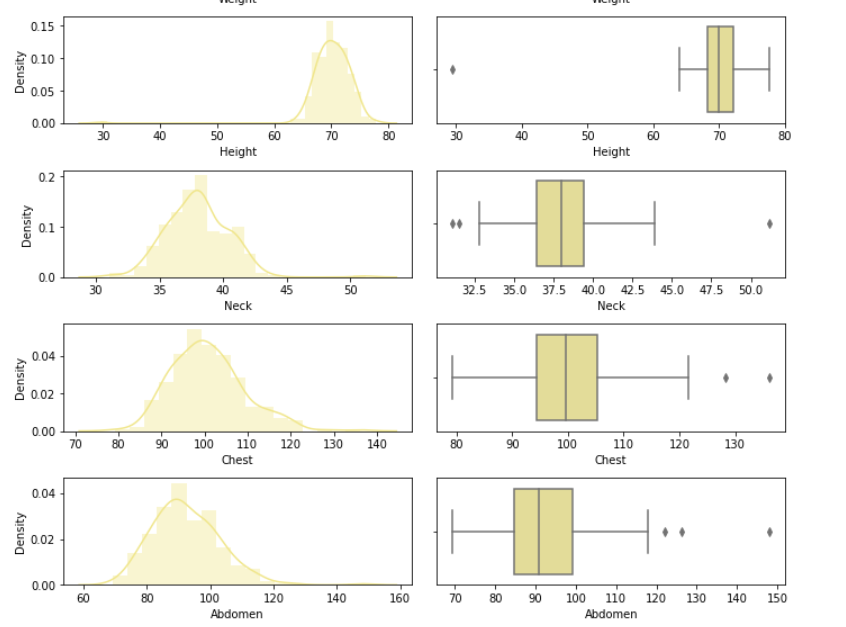 Weight Weight
0.15
0.10
0.05
0.00
Density
30 40 50 60 70 80 30 40 50 60 70 80
Height Height
0.2
0.1
0.0
Density
30 35 40 45 50 32.5 35.0 37.5 40.0 42.5 45.0 47.5 50.0
Neck Neck
0.04
0.02
0.00
Density
70 80 90 100 110 120 130 140 80 90 100 110 120 130
Chest Chest
0.04
0.02
0.00
Density
60 80 100 120 140 160 70 80 90 100 110 120 130 140 150
Abdomen Abdomen